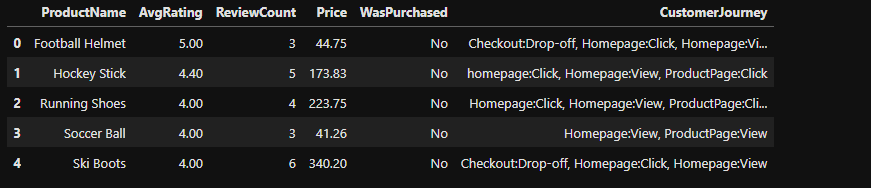 ProductName AvgRating ReviewCount Price WasPurchased CustomerJourney
0 Football Helmet 5.00 3 44.75 No Checkout:Drop-off, Homepage:Click, Homepage:Vi...
1 Hockey Stick 4.40 5 173.83 No homepage:Click, Homepage:View, ProductPage:Click
2 Running Shoes 4.00 4 223.75 No Homepage:Click, Homepage:View, ProductPage:Cli...
3 Soccer Ball 4.00 3 41.26 No Homepage:View, ProductPage:View
4 Ski Boots 4.00 6 340.20 No Checkout:Drop-off, Homepage:Click, Homepage:View